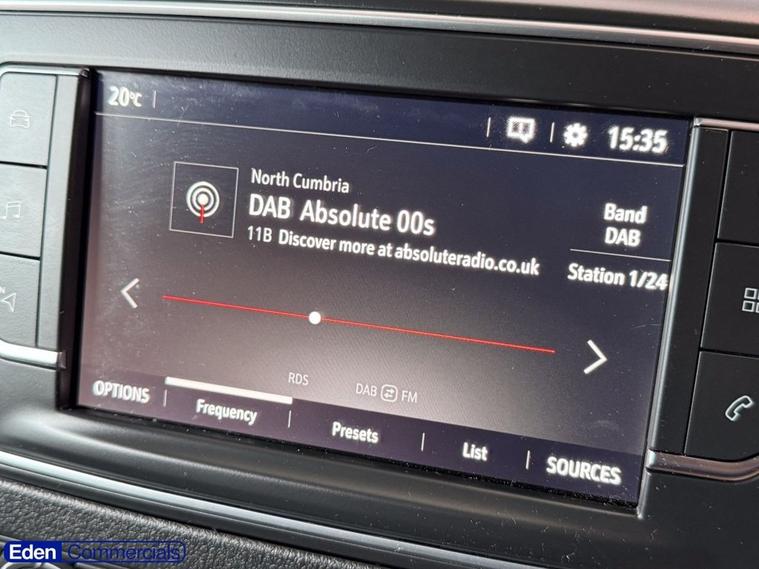 20°C
15:35
North Cumbria
DAB Absolute 00s
11B Discover more at absoluteradio.co.uk
Band
DAB
Station 1/24
RDS
DAB FM
OPTIONS
Frequency
Presets
List
SOURCES
Eden Commercials